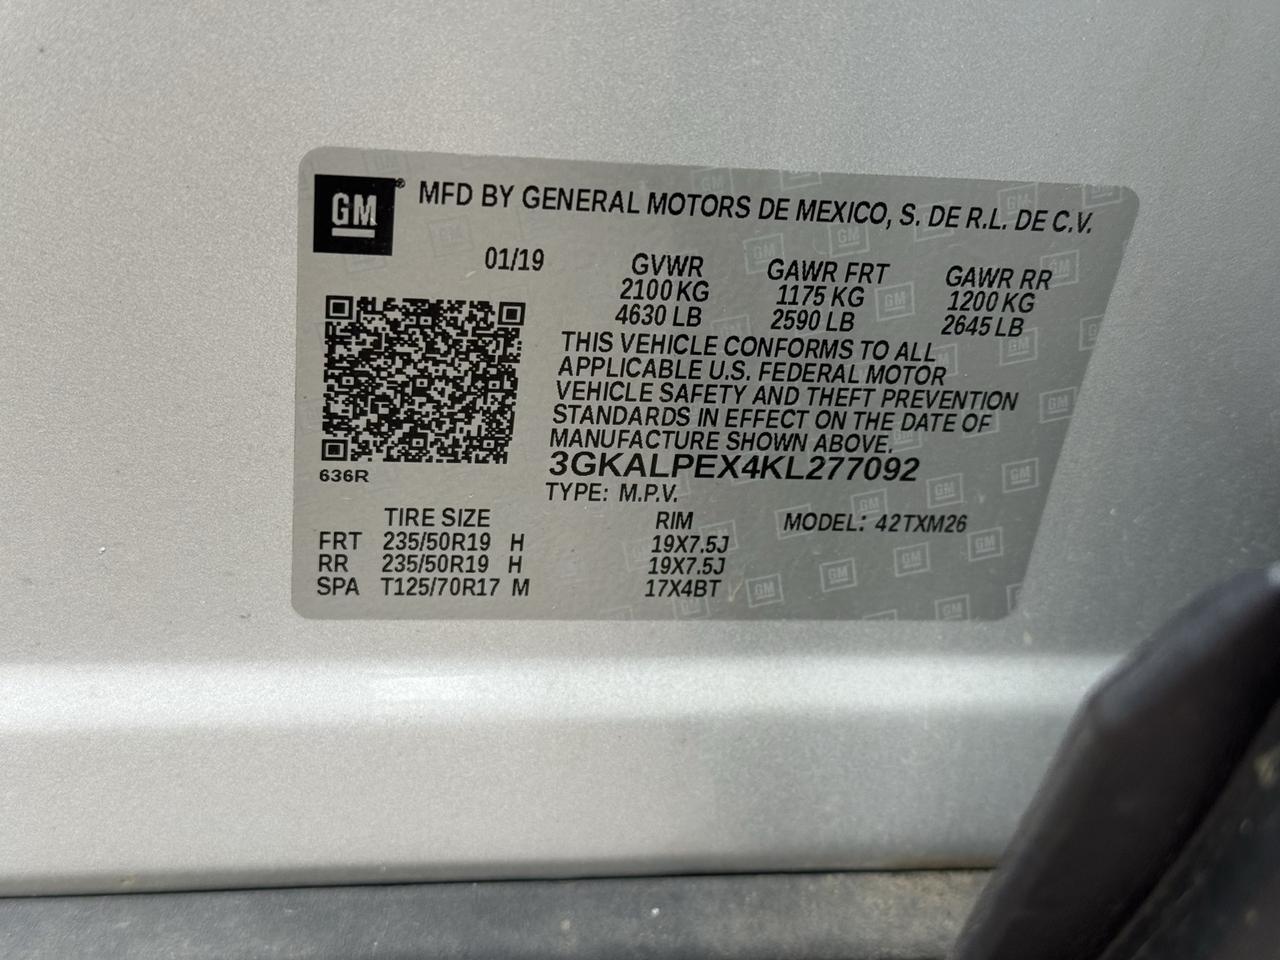 GM® MFD BY GENERAL MOTORS DE MEXICO, S. DE R.L. DE C.V.
01/19
GVWR GAWR FRT GAWR RR
2100 KG 1175 KG 1200 KG
4630 LB 2590 LB 2645 LB
THIS VEHICLE CONFORMS TO ALL
APPLICABLE U.S. FEDERAL MOTOR
VEHICLE SAFETY AND THEFT PREVENTION
STANDARDS IN EFFECT ON THE DATE OF
MANUFACTURE SHOWN ABOVE.
3GKALPEX4KL277092
636R
TYPE: M.P.V.
TIRE SIZE RIM MODEL: 42TXM26
FRT 235/50R19 H 19X7.5J
RR 235/50R19 H 19X7.5J
SPA T125/70R17 M 17X4BT